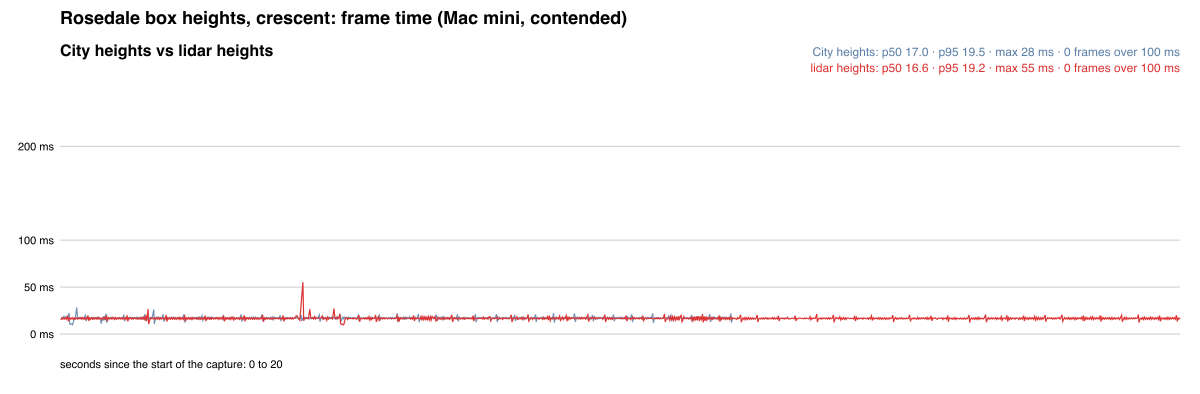 Rosedale box heights, crescent: frame time (Mac mini, contended)
City heights vs lidar heights
City heights: p50 17.0 · p95 19.5 · max 28 ms · 0 frames over 100 ms
lidar heights: p50 16.6 · p95 19.2 · max 55 ms · 0 frames over 100 ms
200 ms
100 ms
50 ms
0 ms
seconds since the start of the capture: 0 to 20